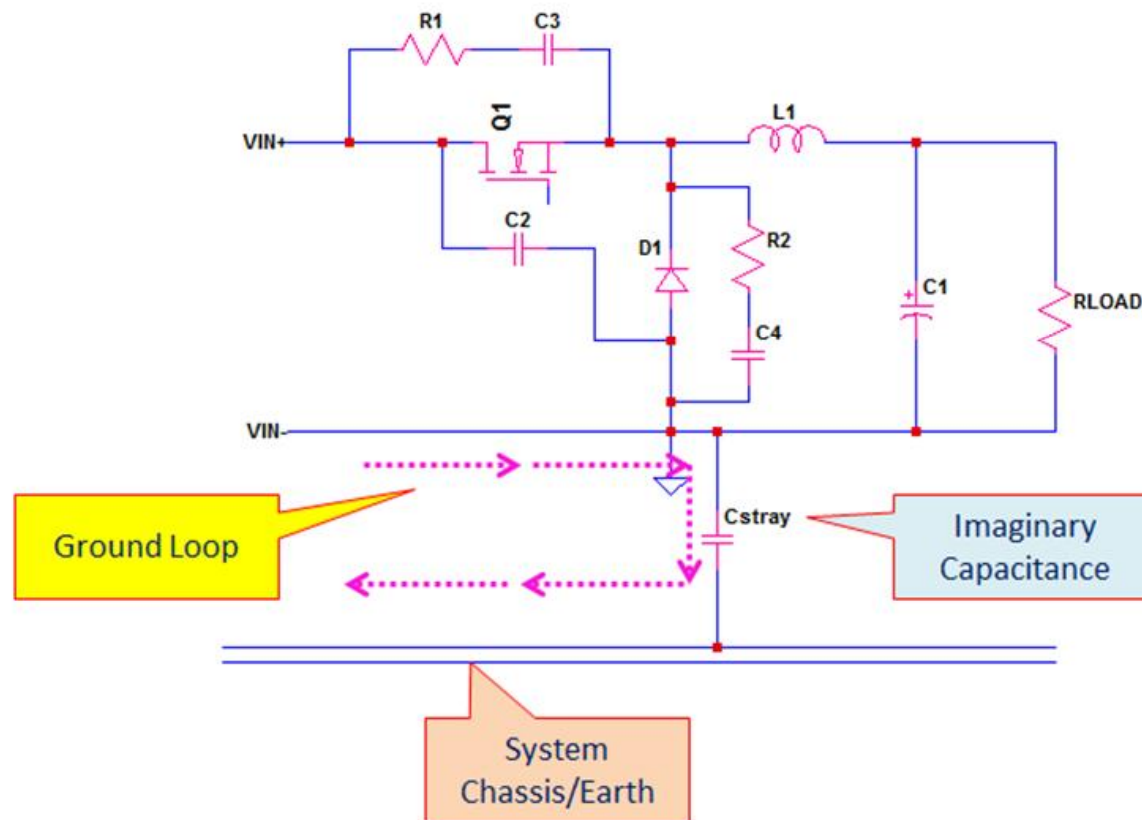 R1
C3
Q1
L1
VIN+
C2
D1
R2
C1
+
RLOAD
C4
VIN-
Ground Loop
Cstray
Imaginary
Capacitance
System
Chassis/Earth